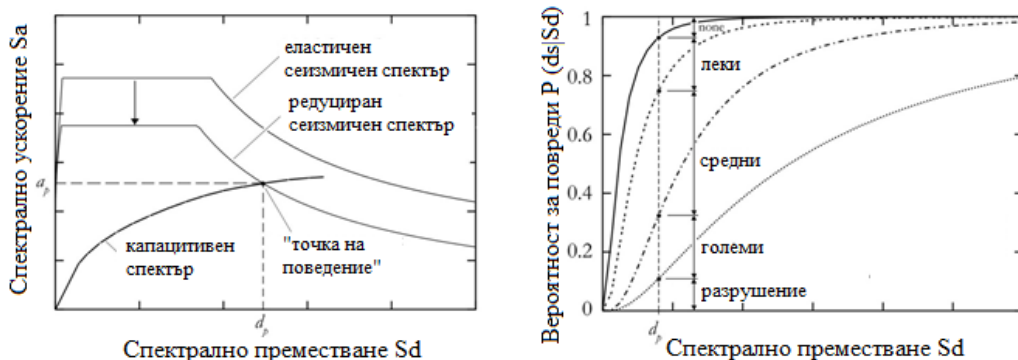 Спектрално ускорение Sa
еластичен
сеизмичен спектър
редуциран
сеизмичен спектър
a_p
капацитивен
спектър
"точка на
поведение"
d_p
Спектрално преместване Sd
Вероятност за повреди P (ds|Sd)
1
0.8
0.6
0.4
0.2
0
леки
средни
големи
разрушение
d_p
Спектрално преместване Sd